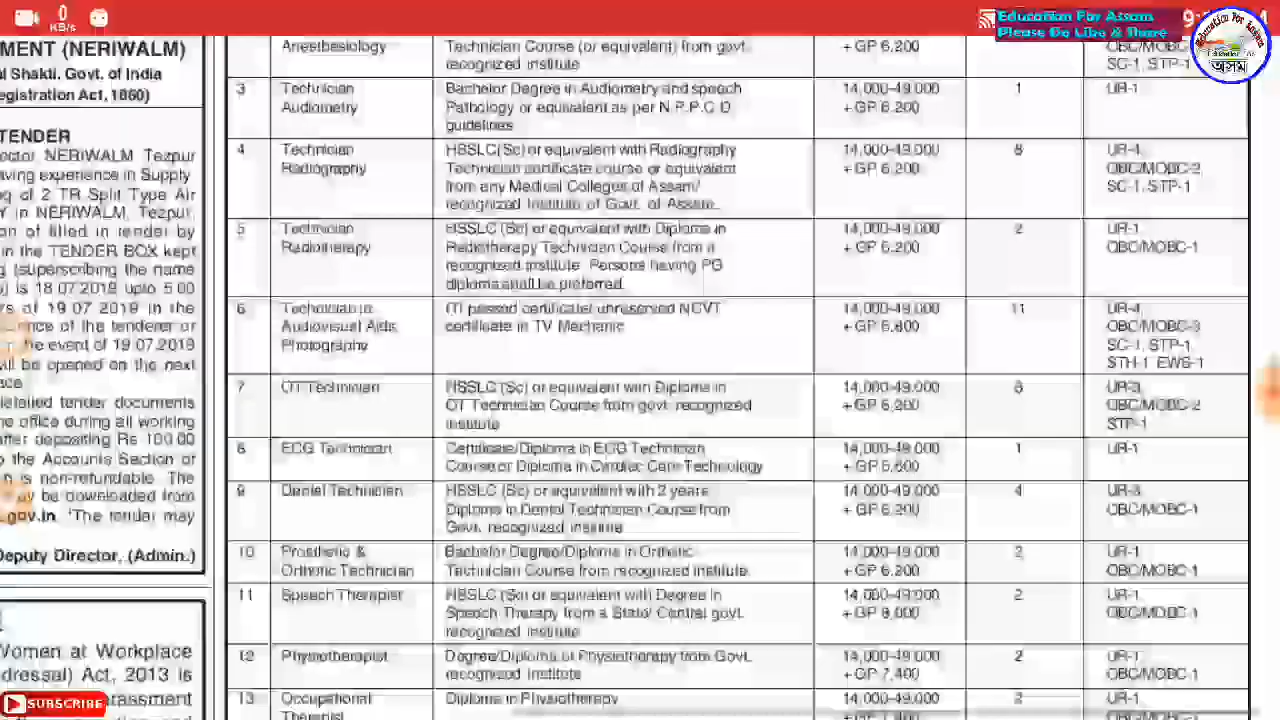 0
KB/s
Education For Assam
Please Do Like & Share
9:
Education For Assam
অসম
MENT (NERIWALM)
al Shakti. Govt. of India
egistration Act, 1860)
TENDER
ector NERIWALM Tezpur
aving experience in Supply
g of 2 TR Split Type Air
Y in NERIWALM, Tezpur.
on of filled in tender by
in the TENDER BOX kept
g (superscribing the name
) is 18.07.2019 upto 5.00
rs of 19.07.2019 in the
ence of the tenderer or
the event of 19.07.2019
vill be opened on the next
ace.
detailed tender documents
he office during all working
after depositing Rs 100.00
o the Accounts Section of
n is non-refundable. The
ay be downloaded from
.gov.in. "The tender may
Deputy Director, (Admin.)
Women at Workplace
dressal) Act, 2013 is
arassment
SUBSCRIBE
Anestbesiology Technician Course (or equivalent) from govt. + GP 6,200 OBC/MOBC-
recognized institute SC-1, STP-1
3 Technician Bachelor Degree in Audiometry and speech 14,000-49,000 1 UR-1
Audiometry Pathology or equivalent as per N.P.P.C.D + GP 6,200
guidelines
4 Technician HSSLC(Sc) or equivalent with Radiography 14,000-49,000 8 UR-4,
Radiography Technician certificate course or equivalent + GP 6,200 OBC/MOBC-2,
from any Medical Colleges of Assam/ SC-1, STP-1
recognized Institute of Govt. of Assam.
5 Technician HSSLC (Sc) or equivalent with Diploma in 14,000-49,000 2 UR-1
Radiotherapy Radiotherapy Technician Course from a + GP 6,200 OBC/MOBC-1
recognized institute. Persons having PG
diploma shall be preferred.
6 Technician in ITI passed certificate/ unreserved NCVT 14,000-49,000 11 UR-4,
Audiovisual Aids, certificate in TV Mechanic + GP OBC/MOBC-3
Photography SC-1, STP-1,
STH-1 EWS-1
7 OT Technician HSSLC (Sc) or equivalent with Diploma in 14,000-49,000 UR-3,
OT Technician Course from govt. recognized + GP 6,200 OBC/MOBC-2
institute STP-1
8 ECG Technician Certificate/Diploma in ECG Technician 14,000-49,000 1 UR-1
Course or Diploma in Cardiac Care Technology + GP
9 Dental Technician HSSLC (Sc) or equivalent with 2 years 14,000-49,000 4 UR-3
Diploma in Dental Technician Course from + GP 6,200 OBC/MOBC-1
Govt. recognized institute
10 Prosthetic & Bachelor Degree/Diploma in Orthotic 14,000-49,000 2 UR-1
Orthotic Technician Technician Course from recognized institute. + GP 6,200 OBC/MOBC-1
11 Speech Therapist HSSLC (Sc) or equivalent with Degree in 14,000-49,000 2 UR-1
Speech Therapy from a State/ Central govt. + GP OBC/MOBC-1
recognized institute
12 Physiotherapist Degree/Diploma of Physiotherapy from Govt. 14,000-49,000 2 UR-1
recognized institute + GP 7,400 OBC/MOBC-1
13 Occupational Diploma in Physiotherapy 14,000-49,000 UR-1
Therapist